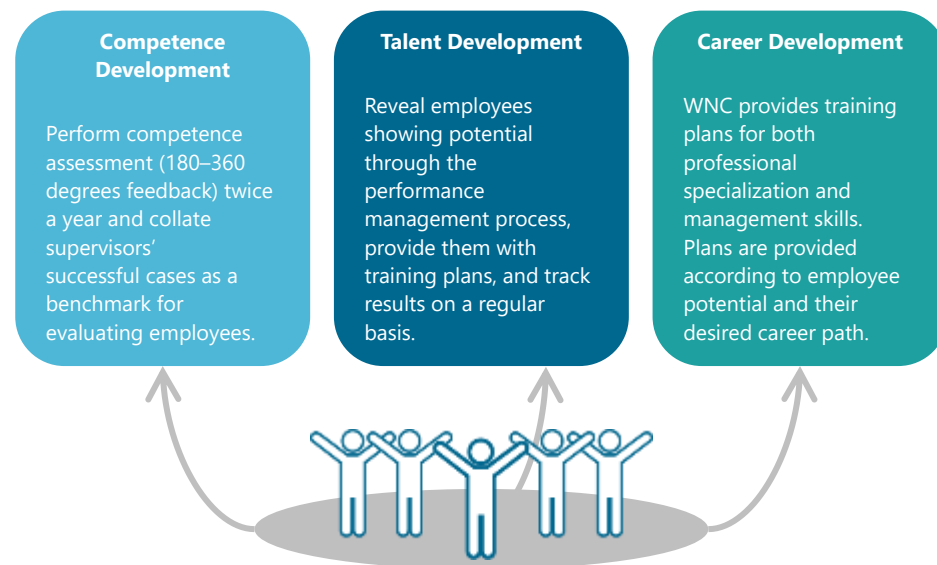 Competence
Development
Perform competence
assessment (180–360
degrees feedback) twice
a year and collate
supervisors’
successful cases as a
benchmark for
evaluating employees.
Talent Development
Reveal employees
showing potential
through the
performance
management process,
provide them with
training plans, and track
results on a regular
basis.
Career Development
WNC provides training
plans for both
professional
specialization and
management skills.
Plans are provided
according to employee
potential and their
desired career path.